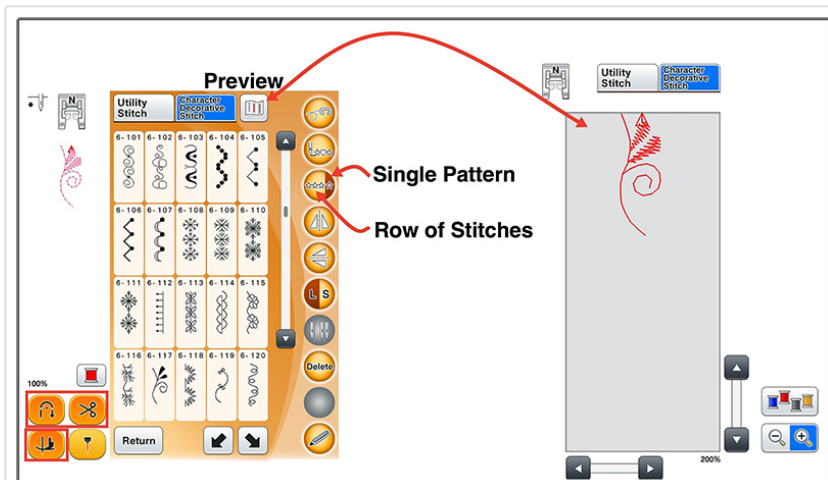 Preview
N
Utility
Stitch
Character
Decorative
Stitch
6-101 6-102 6-103 6-104 6-105
6-106 6-107 6-108 6-109 6-110
6-111 6-112 6-113 6-114 6-115
6-116 6-117 6-118 6-119 6-120
L S
Delete
Return
100%
Single Pattern
Row of Stitches
N
Utility
Stitch
Character
Decorative
Stitch
200%